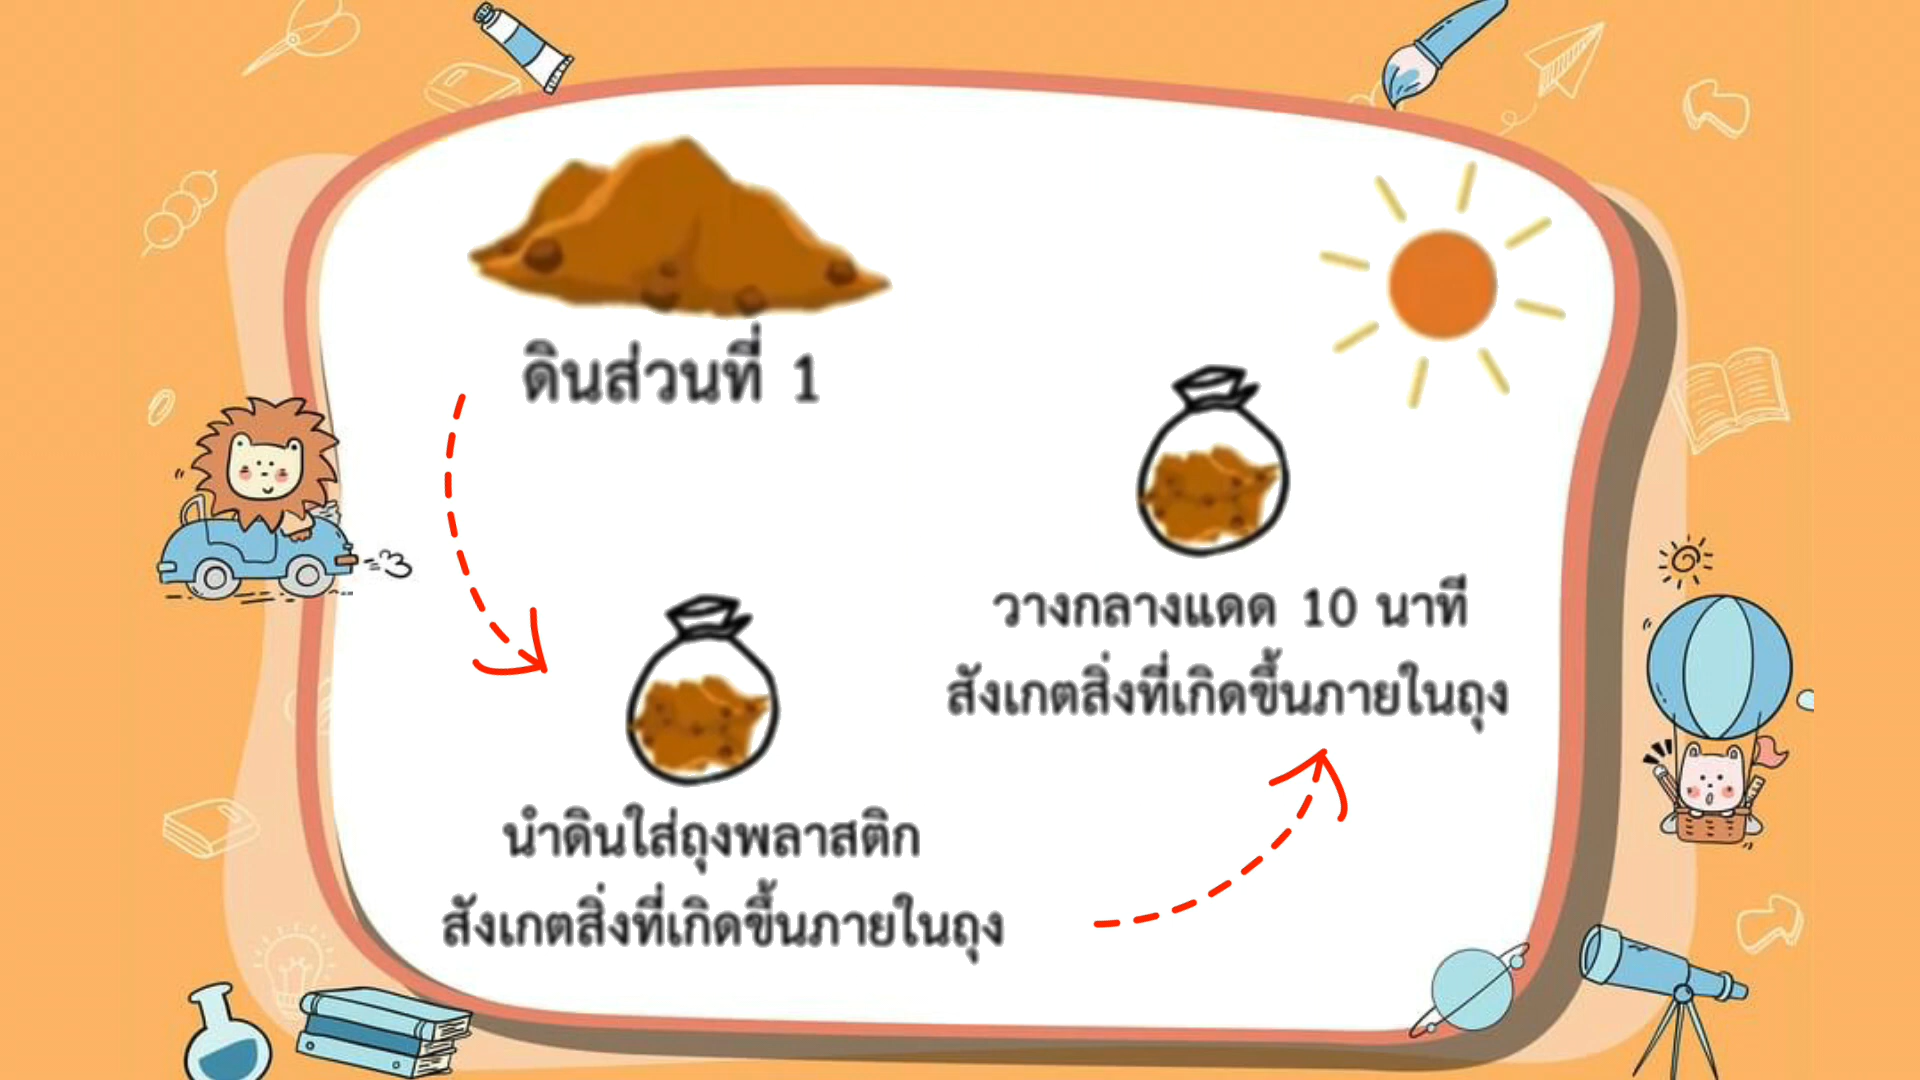 ดินส่วนที่ 1
นำดินใส่ถุงพลาสติก
สังเกตสิ่งที่เกิดขึ้นภายในถุง
วางกลางแดด 10 นาที
สังเกตสิ่งที่เกิดขึ้นภายในถุง